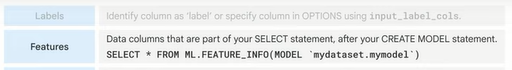 Labels
Identify column as 'label' or specify column in OPTIONS using input_label_cols.
Features
Data columns that are part of your SELECT statement, after your CREATE MODEL statement.
SELECT * FROM ML.FEATURE_INFO(MODEL `mydataset.mymodel`)